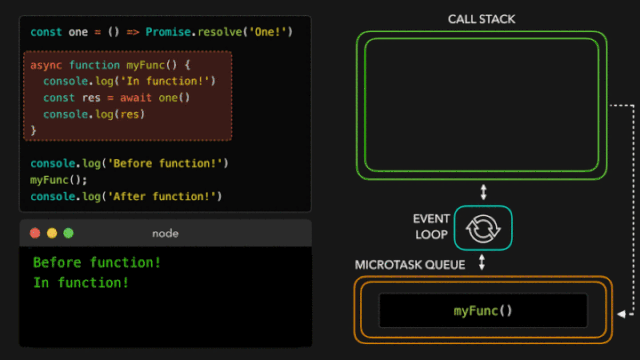 const one = () => Promise.resolve('One!')
async function myFunc() {
  console.log('In function!')
  const res = await one()
  console.log(res)
}
console.log('Before function!')
myFunc();
console.log('After function!')
node
Before function!
In function!
CALL STACK
EVENT
LOOP
MICROTASK QUEUE
myFunc()